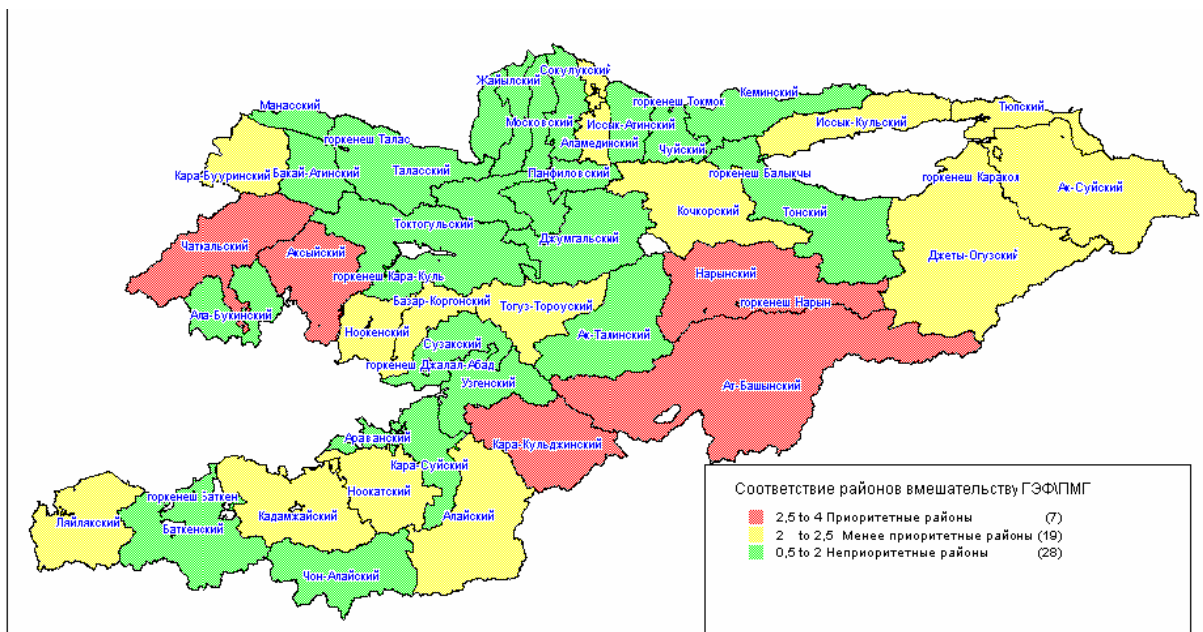 Сокулукский
Жайылский
Кеминский
горкенеш Токмок
Манасский
Тюпский
Московский
Иссык-Атинский
Иссык-Кульский
горкенеш Талас
Аламединский
Чуйский
Кара-Бууринский
Бакай-Атинский
Таласский
Панфиловский
горкенеш Балыкчы
горкенеш Каракол
Ак-Суйский
Кочкорский
Тонский
Токтогульский
Джумгальский
Чаткальский
Аксыйский
Джеты-Огузский
горкенеш Кара-Куль
Нарынский
Базар-Коргонский
Тогуз-Тороуский
горкенеш Нарын
Ала-Букинский
Ноокенский
Ак-Талинский
Сузакский
горкенеш Джалал-Абад
Узгенский
Ат-Башынский
Араванский
Кара-Кульджинский
Кара-Суйский
Ноокатский
горкенеш Баткен
Ляйлякский
Баткенский
Кадамжайский
Алайский
Чон-Алайский
Соответствие районов вмешательству ГЭФ\ПМГ
2,5 to 4 Приоритетные районы (7)
2 to 2,5 Менее приоритетные районы (19)
0,5 to 2 Неприоритетные районы (28)